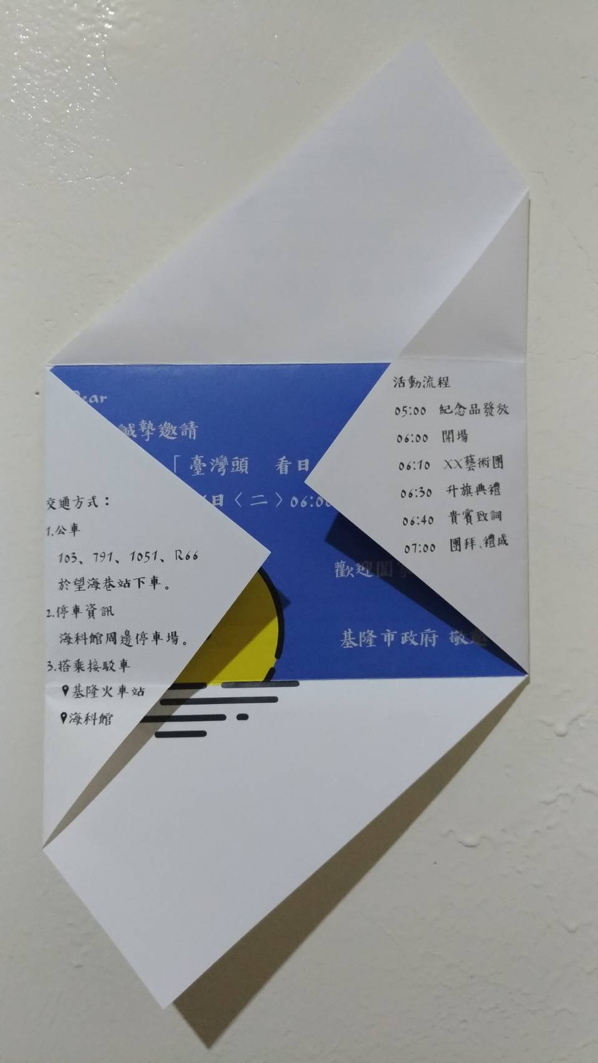 誠摯邀請
「臺灣頭 看日
日〈二〉06:00
歡迎
基隆市政府 敬
交通方式：
1.公車
103、791、1051、R66
於望海巷站下車。
2.停車資訊
海科館周邊停車場。
3.搭乘接駁車
基隆火車站
海科館
活動流程
05:00 紀念品發放
06:00 開場
06:10 XX藝術團
06:30 升旗典禮
06:40 貴賓致詞
07:00 團拜、禮成